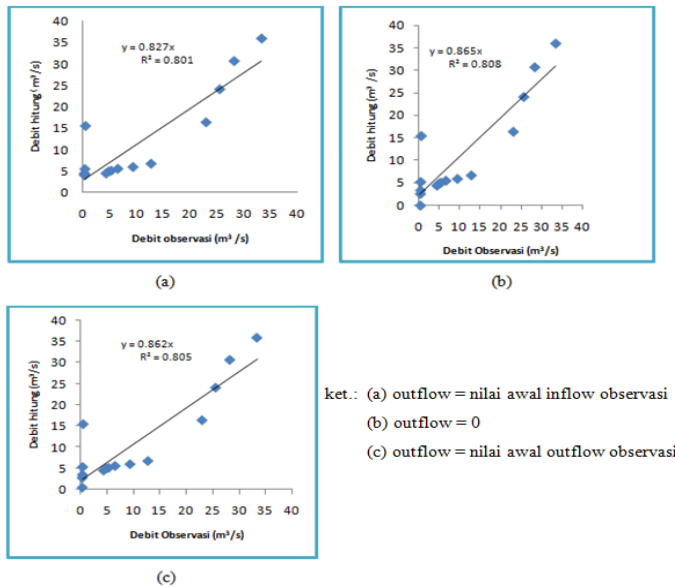 40
35
30
25
20
15
10
5
0
Debit hitung (m³/s)
y = 0.827x
R² = 0.801
0 5 10 15 20 25 30 35 40
Debit observasi (m³/s)
(a)
40
35
30
25
20
15
10
5
0
Debit hitung (m³/s)
y = 0.865x
R² = 0.808
0 5 10 15 20 25 30 35 40
Debit Observasi (m³/s)
(b)
40
35
30
25
20
15
10
5
0
Debit hitung (m³/s)
y = 0.862x
R² = 0.805
0 5 10 15 20 25 30 35 40
Debit Observasi (m³/s)
(c)
ket.: (a) outflow = nilai awal inflow observasi
(b) outflow = 0
(c) outflow = nilai awal outflow observasi